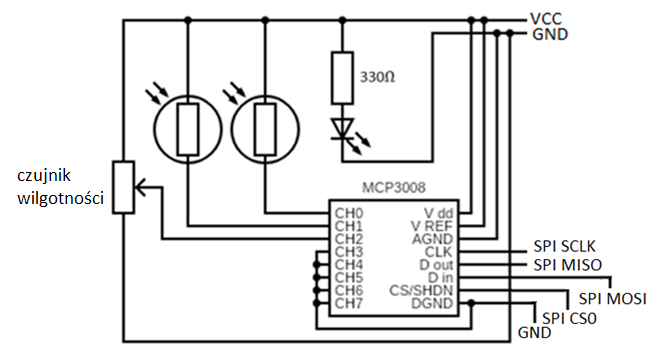 VCC
GND
330Ω
czujnik
wilgotności
MCP3008
CH0
CH1
CH2
CH3
CH4
CH5
CH6
CH7
V dd
V REF
AGND
CLK
D out
D in
CS/SHDN
DGND
SPI SCLK
SPI MISO
SPI MOSI
SPI CS0
GND